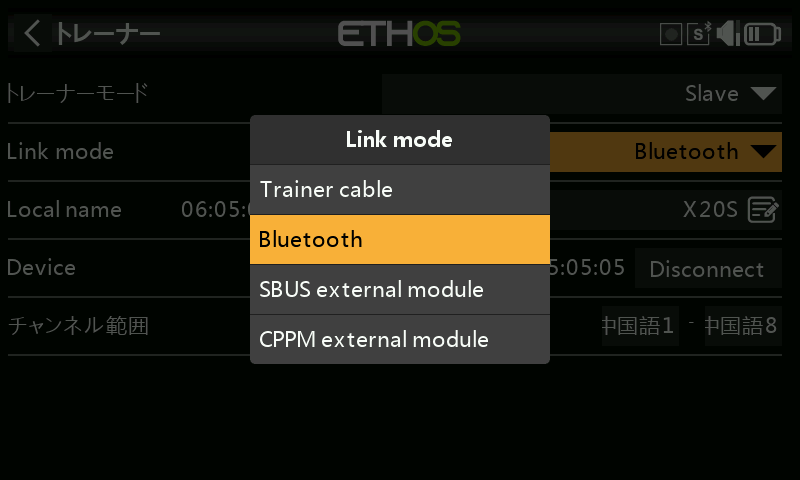 トレーナー ETHOS
トレーナーモード Slave
Link mode Bluetooth
Local name 06:05:0 X20S
Device 5:05:05 Disconnect
チャンネル範囲 中国語1 - 中国語8
Link mode
Trainer cable
Bluetooth
SBUS external module
CPPM external module